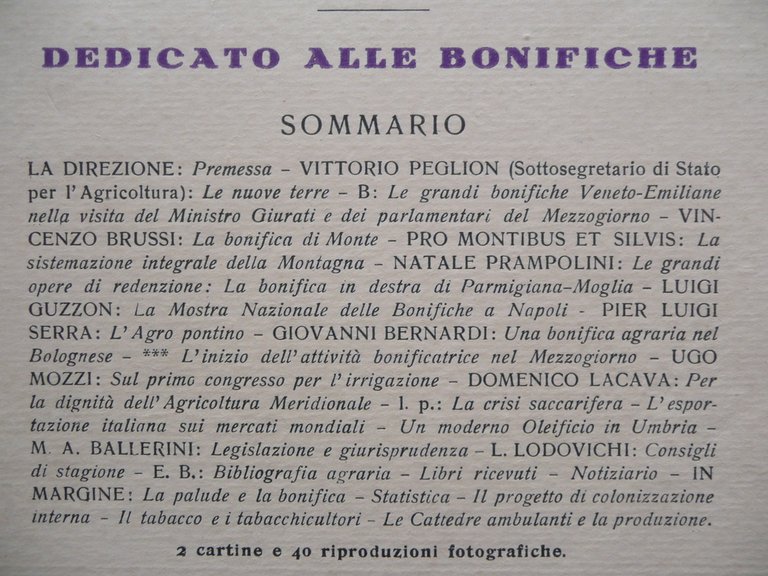 DEDICATO ALLE BONIFICHE
SOMMARIO
LA DIREZIONE: Premessa – VITTORIO PEGLION (Sottosegretario di Stato
per l'Agricoltura): Le nuove terre – B: Le grandi bonifiche Veneto-Emiliane
nella visita del Ministro Giurati e dei parlamentari del Mezzogiorno – VIN-
CENZO BRUSSI: La bonifica di Monte – PRO MONTIBUS ET SILVIS: La
sistemazione integrale della Montagna – NATALE PRAMPOLINI: Le grandi
opere di redenzione: La bonifica in destra di Parmigiana-Moglia – LUIGI
GUZZON: La Mostra Nazionale delle Bonifiche a Napoli - PIER LUIGI
SERRA: L'Agro pontino – GIOVANNI BERNARDI: Una bonifica agraria nel
Bolognese – *** L'inizio dell'attività bonificatrice nel Mezzogiorno – UGO
MOZZI: Sul primo congresso per l'irrigazione – DOMENICO LACAVA: Per
la dignità dell'Agricoltura Meridionale – l. p.: La crisi saccarifera – L'espor-
tazione italiana sui mercati mondiali – Un moderno Oleificio in Umbria –
M. A. BALLERINI: Legislazione e giurisprudenza – L. LODOVICHI: Consigli
di stagione – E. B.: Bibliografia agraria – Libri ricevuti – Notiziario – IN
MARGINE: La palude e la bonifica – Statistica – Il progetto di colonizzazione
interna – Il tabacco e i tabacchicultori – Le Cattedre ambulanti e la produzione.
2 cartine e 40 riproduzioni fotografiche.